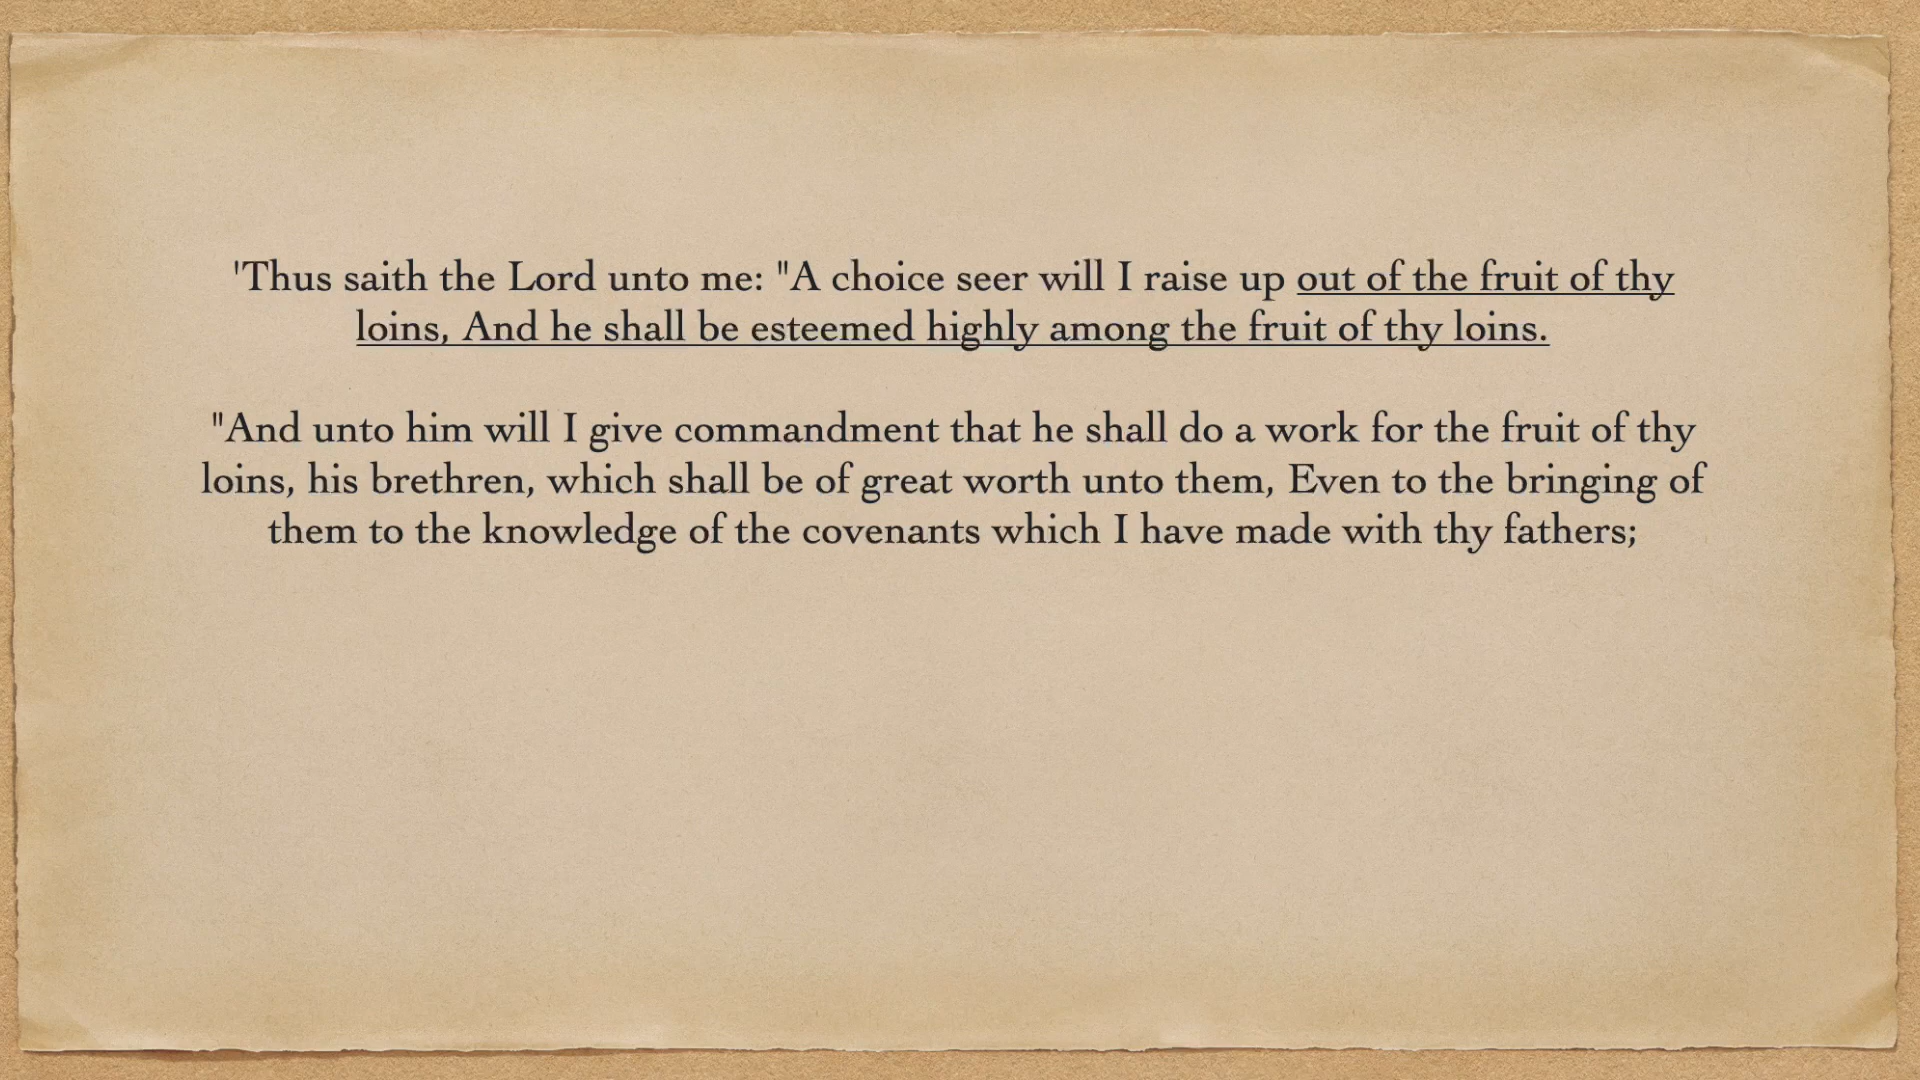 'Thus saith the Lord unto me: "A choice seer will I raise up out of the fruit of thy
loins, And he shall be esteemed highly among the fruit of thy loins.
"And unto him will I give commandment that he shall do a work for the fruit of thy
loins, his brethren, which shall be of great worth unto them, Even to the bringing of
them to the knowledge of the covenants which I have made with thy fathers;